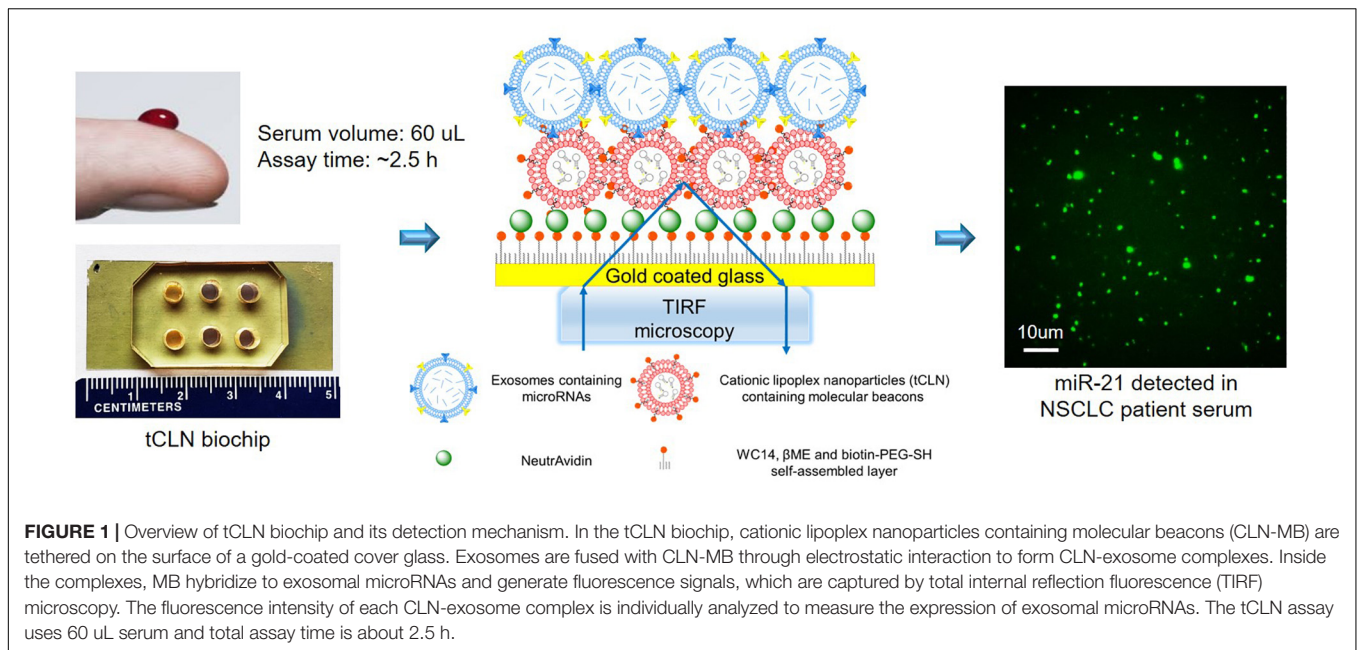 Serum volume: 60 uL
Assay time: ~2.5 h
CENTIMETERS 1 2 3 4 5
tCLN biochip
Gold coated glass
TIRF
microscopy
Exosomes containing
microRNAs
Cationic lipoplex nanoparticles (tCLN)
containing molecular beacons
NeutrAvidin
WC14, βME and biotin-PEG-SH
self-assembled layer
10um
miR-21 detected in
NSCLC patient serum
FIGURE 1 | Overview of tCLN biochip and its detection mechanism. In the tCLN biochip, cationic lipoplex nanoparticles containing molecular beacons (CLN-MB) are
tethered on the surface of a gold-coated cover glass. Exosomes are fused with CLN-MB through electrostatic interaction to form CLN-exosome complexes. Inside
the complexes, MB hybridize to exosomal microRNAs and generate fluorescence signals, which are captured by total internal reflection fluorescence (TIRF)
microscopy. The fluorescence intensity of each CLN-exosome complex is individually analyzed to measure the expression of exosomal microRNAs. The tCLN assay
uses 60 uL serum and total assay time is about 2.5 h.